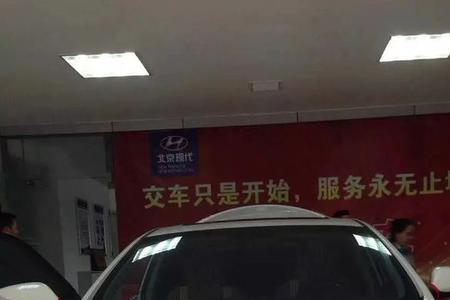 北京现代
交车只是开始，服务永无止